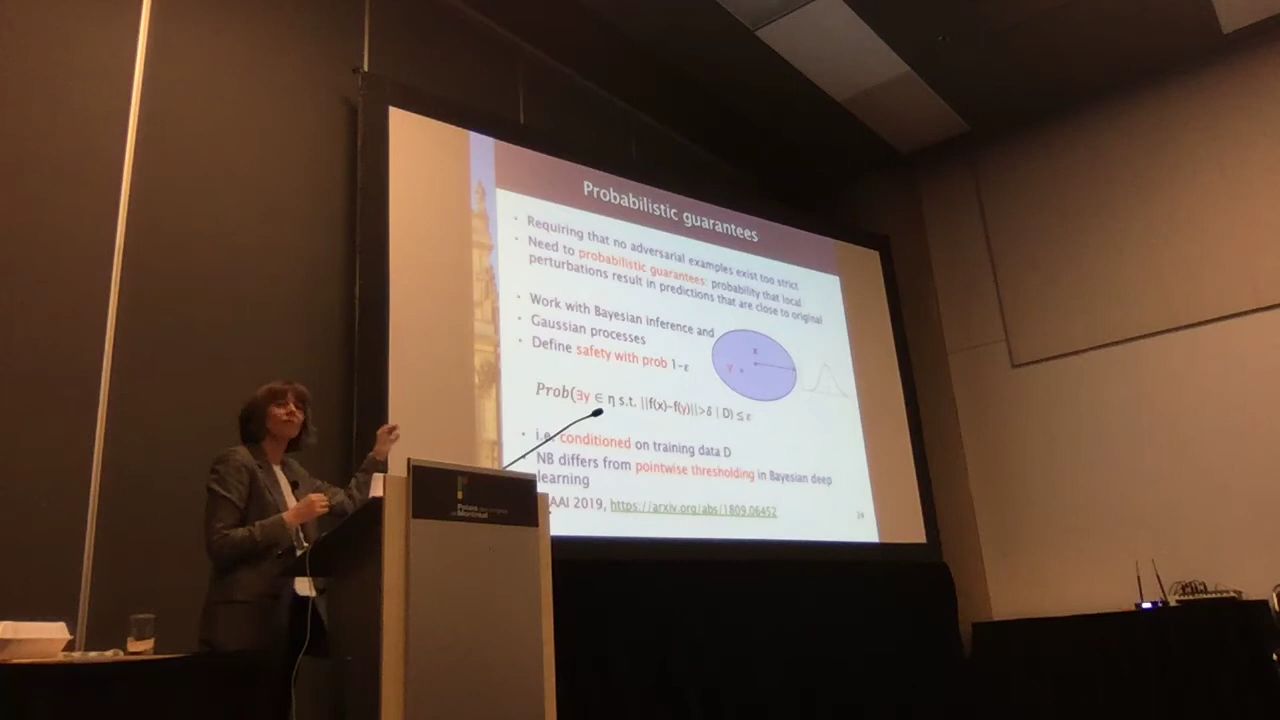 Probabilistic guarantees
• Requiring that no adversarial examples exist too strict
• Need to probabilistic guarantees: probability that local
perturbations result in predictions that are close to original
• Work with Bayesian inference and
• Gaussian processes
• Define safety with prob 1-ε
x
y
Prob(∃y ∈ η s.t. ||f(x)-f(y)||>δ | D) ≤ ε
• i.e. conditioned on training data D
• NB differs from pointwise thresholding in Bayesian deep
learning
AAI 2019, https://arxiv.org/abs/1809.06452
Palais
Montréal